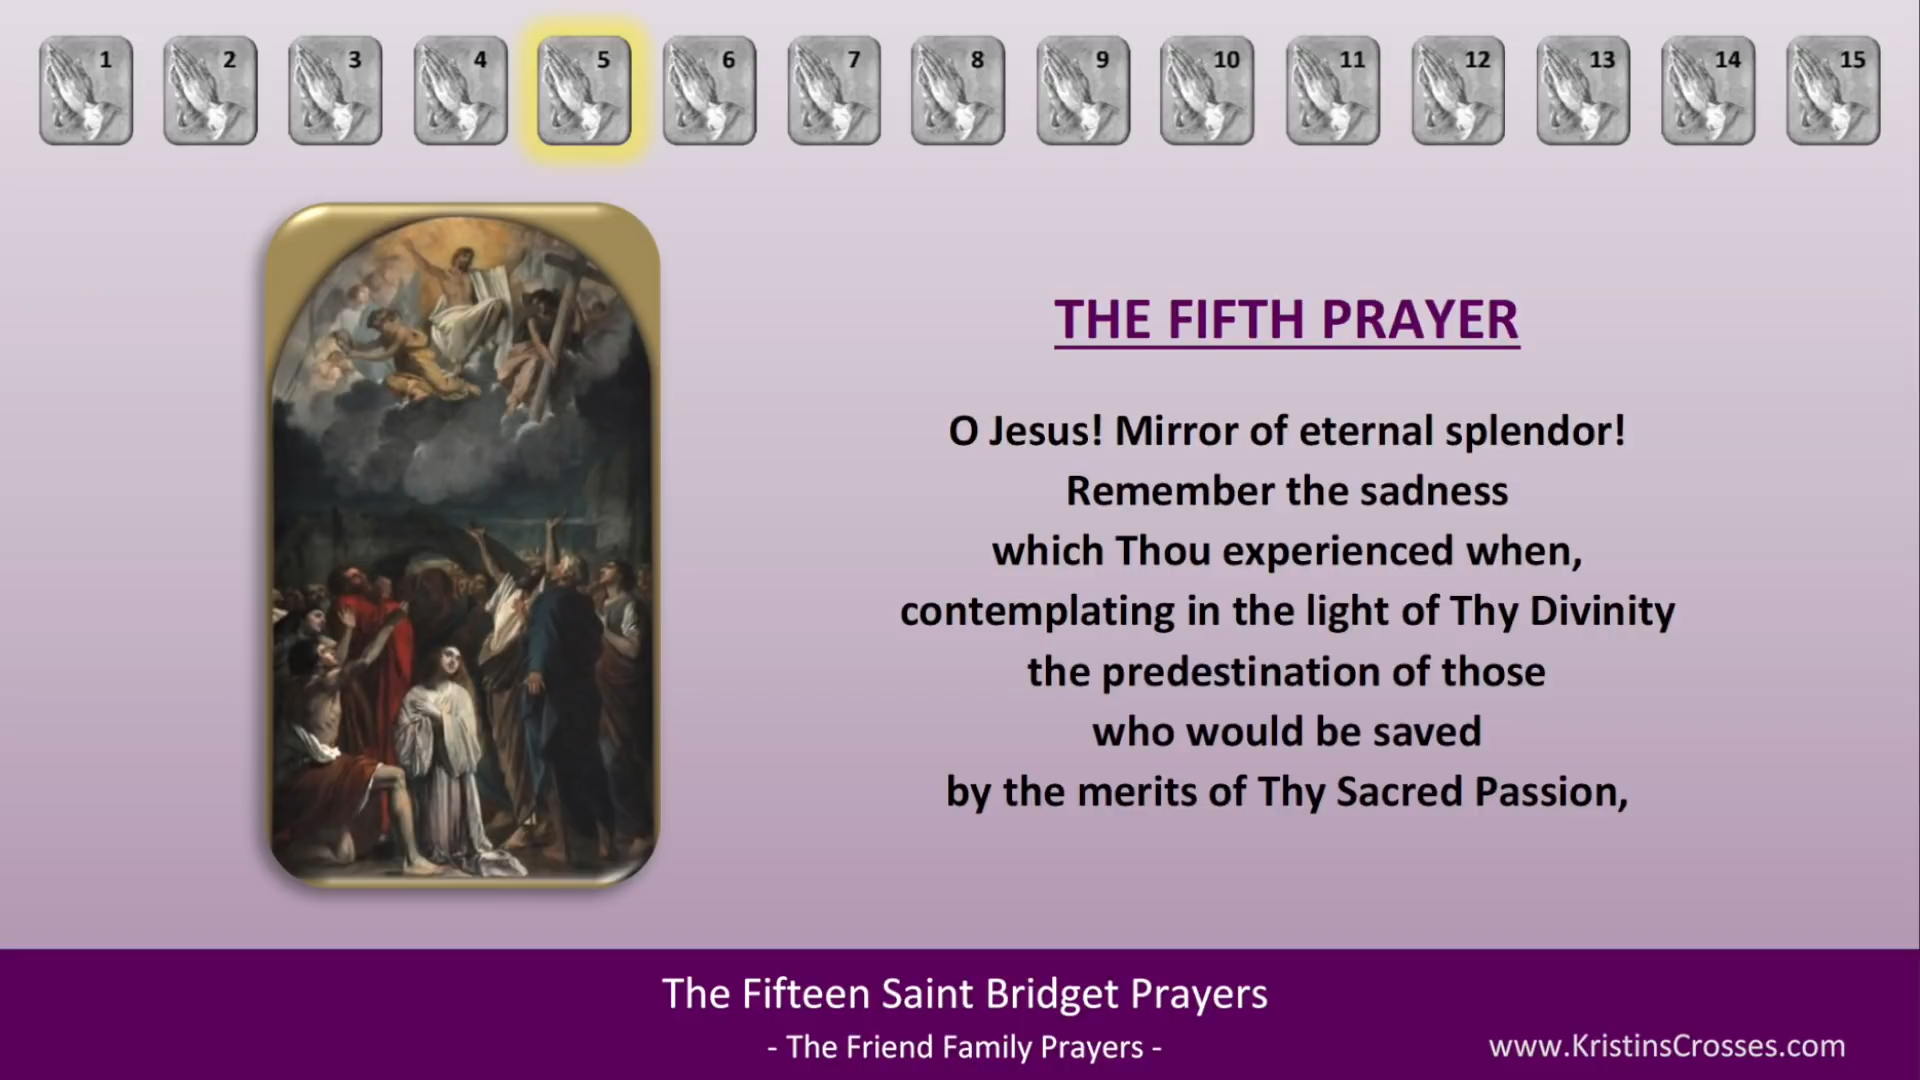 1 2 3 4 5 6 7 8 9 10 11 12 13 14 15
THE FIFTH PRAYER
O Jesus! Mirror of eternal splendor!
Remember the sadness
which Thou experienced when,
contemplating in the light of Thy Divinity
the predestination of those
who would be saved
by the merits of Thy Sacred Passion,
The Fifteen Saint Bridget Prayers
- The Friend Family Prayers -
www.KristinsCrosses.com